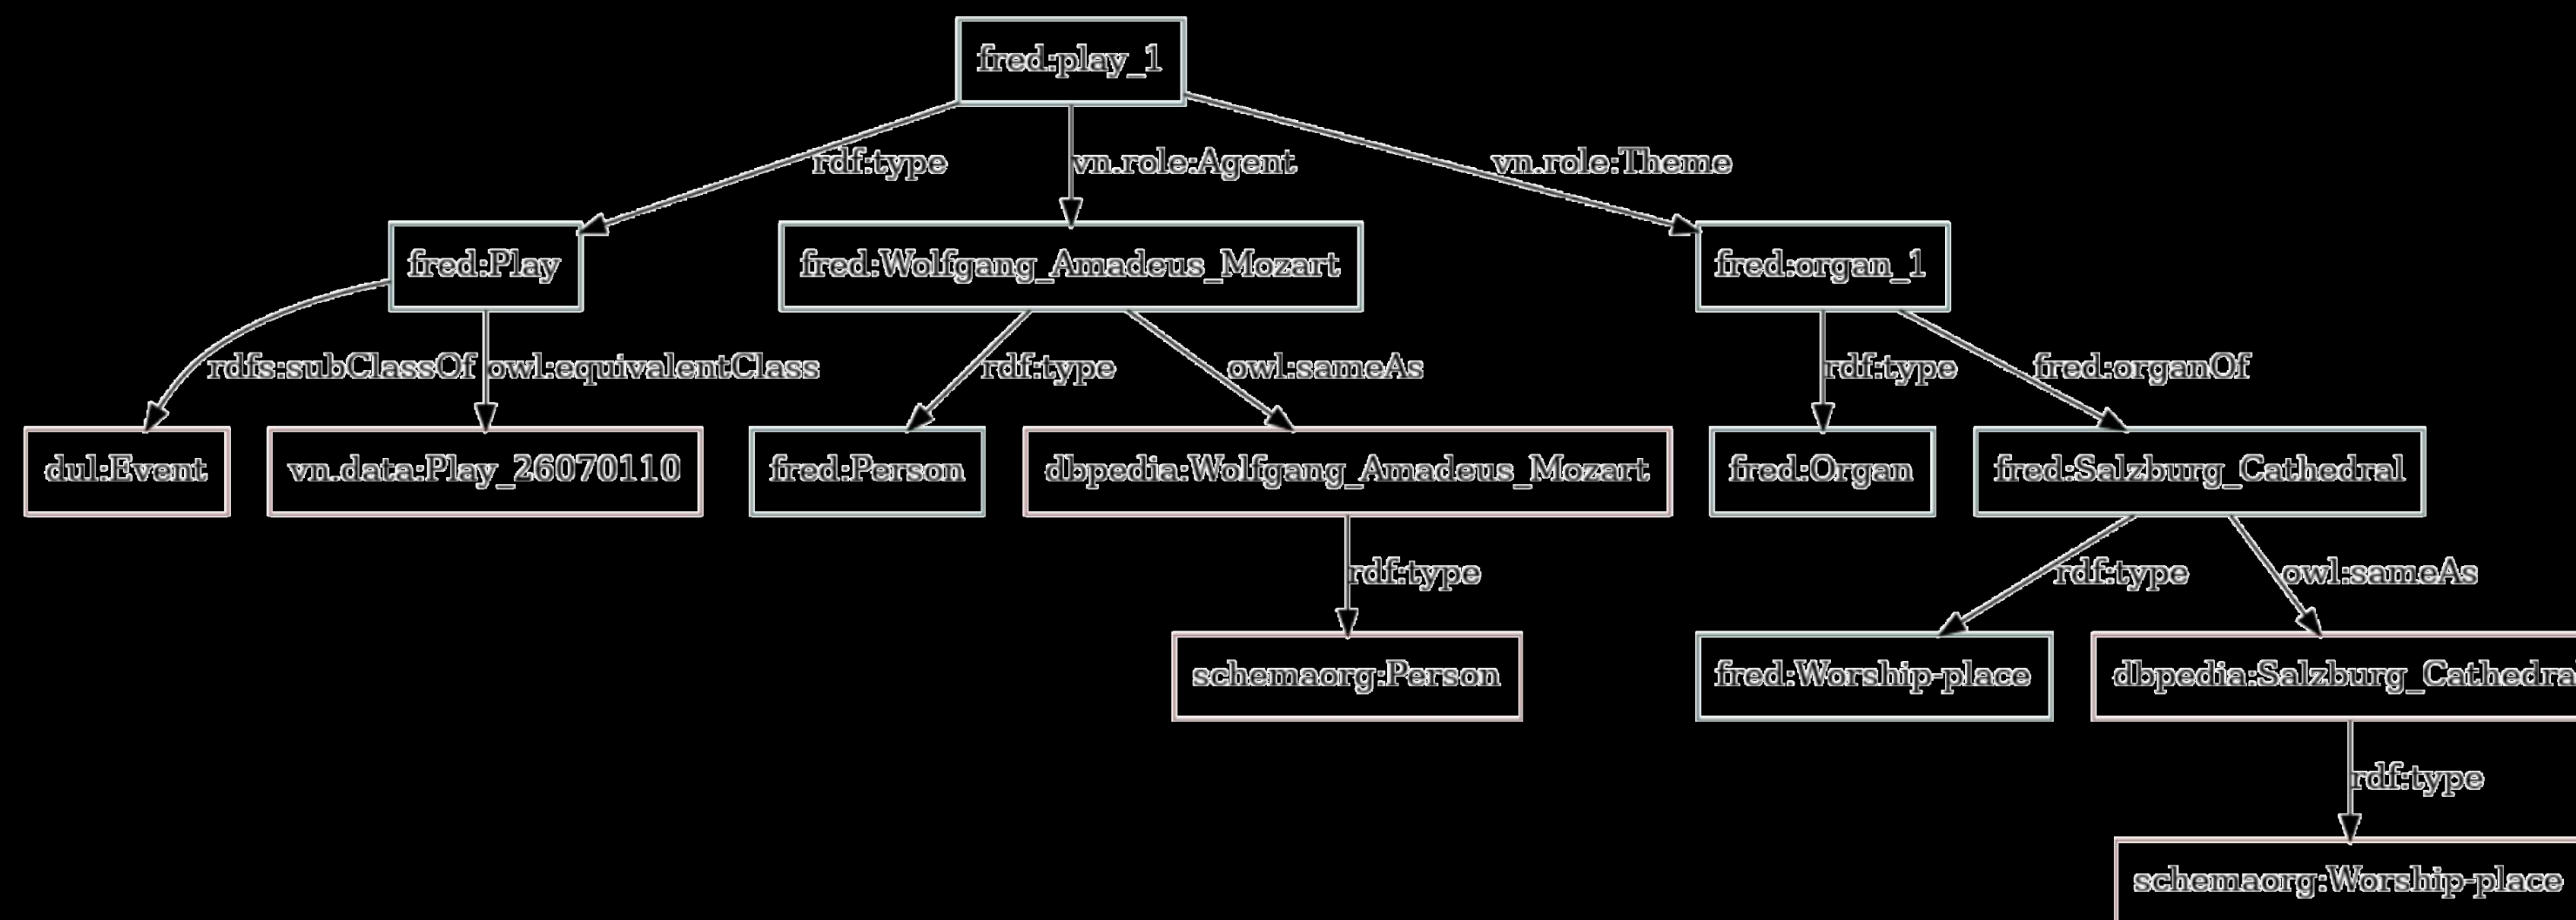 fred:play_1
rdf:type vn.role:Agent vn.role:Theme
fred:Play fred:Wolfgang_Amadeus_Mozart fred:organ_1
rdfs:subClassOf owl:equivalentClass rdf:type owl:sameAs rdf:type fred:organOf
dul:Event vn.data:Play_26070110 fred:Person dbpedia:Wolfgang_Amadeus_Mozart fred:Organ fred:Salzburg_Cathedral
rdf:type rdf:type owl:sameAs
schemaorg:Person fred:Worship-place dbpedia:Salzburg_Cathedra
rdf:type
schemaorg:Worship-place